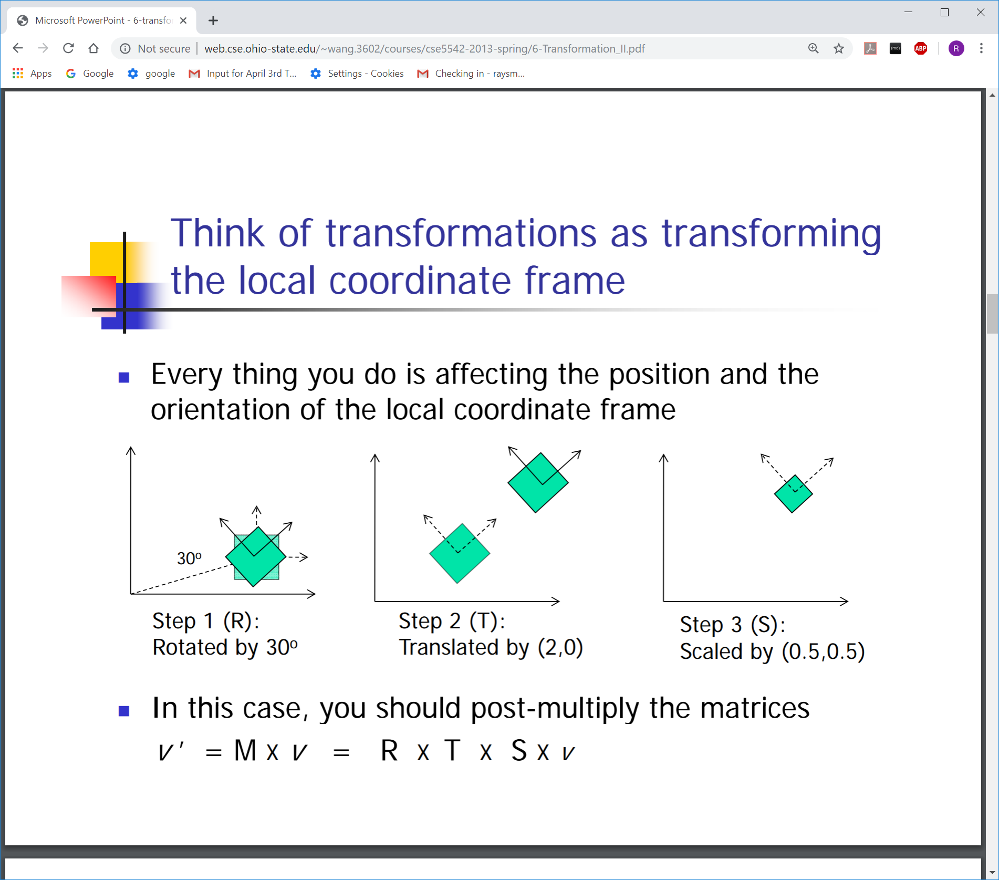 Microsoft PowerPoint - 6-transfo
Not secure web.cse.ohio-state.edu/~wang.3602/courses/cse5542-2013-spring/6-Transformation_II.pdf
(md) ABP R
Apps Google google Input for April 3rd T... Settings - Cookies Checking in - raysm...
Think of transformations as transforming
the local coordinate frame
Every thing you do is affecting the position and the
orientation of the local coordinate frame
30º
Step 1 (R):
Rotated by 30º
Step 2 (T):
Translated by (2,0)
Step 3 (S):
Scaled by (0.5,0.5)
In this case, you should post-multiply the matrices
v' = M x v = R x T x S x v